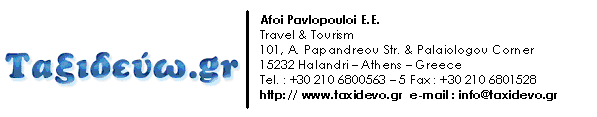 Ταξιδεύω.gr
Afoi Pavlopouloi E.E.
Travel & Tourism
101, A. Papandreou Str. & Palaiologou Corner
15232 Halandri – Athens – Greece
Tel. : +30 210 6800563 – 5 Fax : +30 210 6801528
http:// www.taxidevo.gr e-mail : info@taxidevo.gr